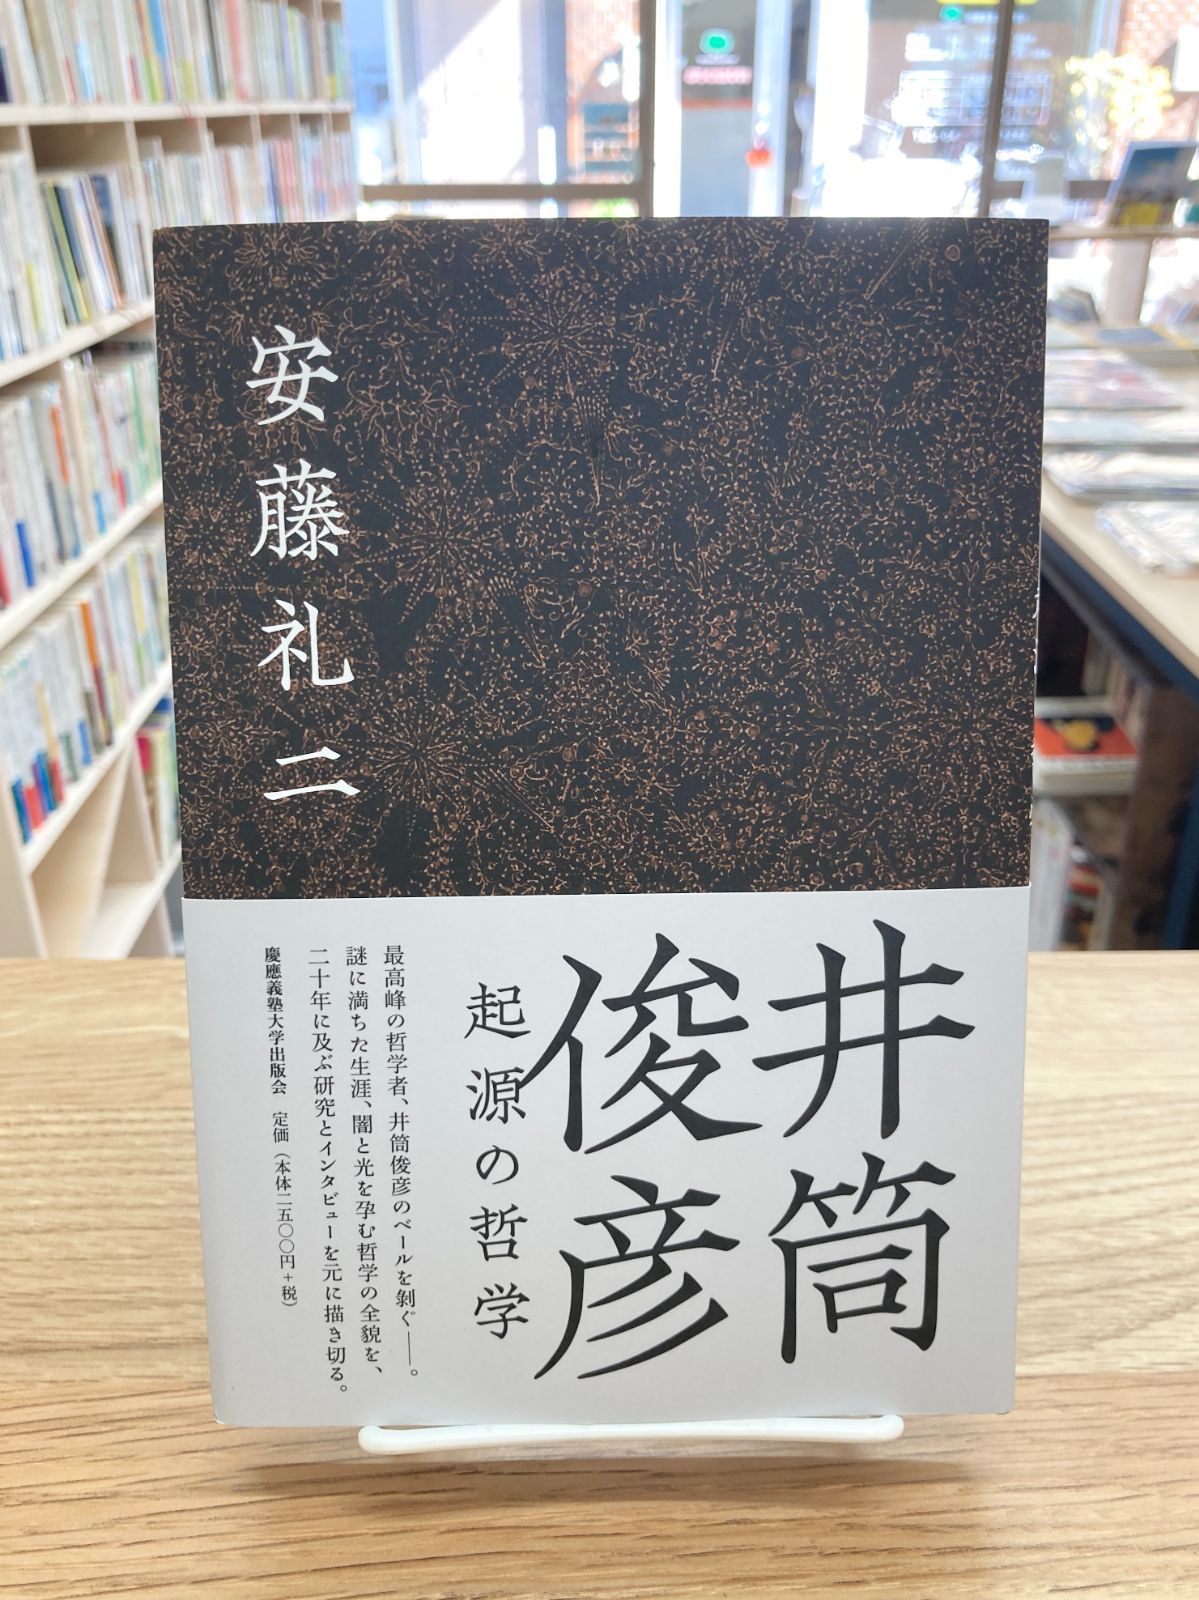 安藤礼二
井筒
俊彦
起源の哲学
最高峰の哲学者、井筒俊彦のベールを剝ぐ――。
謎に満ちた生涯、闇と光を孕む哲学の全貌を、
二十年に及ぶ研究とインタビューを元に描き切る。
慶應義塾大学出版会 定価（本体二五〇〇円+税）